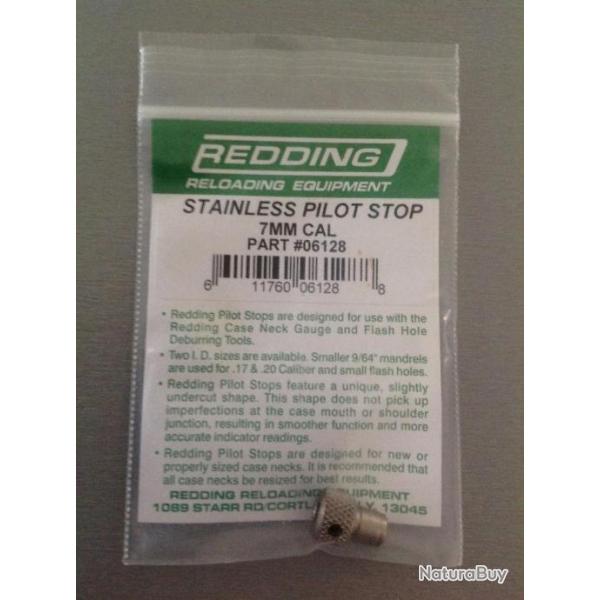 REDDING
RELOADING EQUIPMENT
STAINLESS PILOT STOP
7MM CAL
PART #06128
6 11760 06128 8
• Redding Pilot Stops are designed for use with the
Redding Case Neck Gauge and Flash Hole
Deburring Tools.
• Two I. D. sizes are available. Smaller 9/64" mandrels
are used for .17 & .20 Caliber and small flash holes.
• Redding Pilot Stops feature a unique, slightly
undercut shape. This shape does not pick up
imperfections at the case mouth or shoulder
junction, resulting in smoother function and more
accurate indicator readings.
• Redding Pilot Stops are designed for new or
properly sized case necks. It is recommended that
all case necks be resized for best results.
REDDING RELOADING EQUIPMENT
1089 STARR RD/ 13045
NaturaBuy